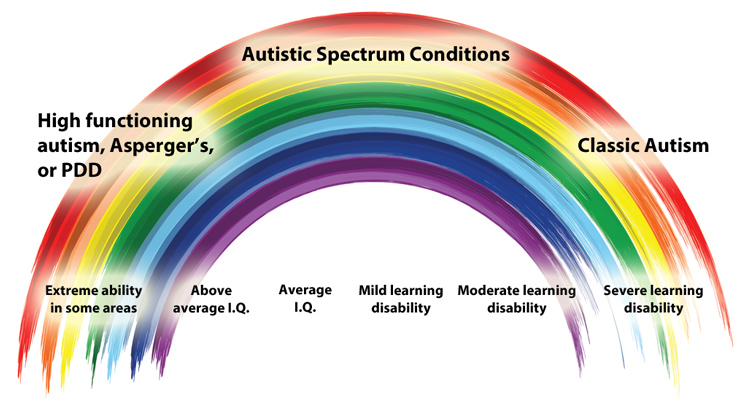 Autistic Spectrum Conditions
High functioning
autism, Asperger's,
or PDD
Classic Autism
Extreme ability
in some areas
Above
average I.Q.
Average
I.Q.
Mild learning
disability
Moderate learning
disability
Severe learning
disability